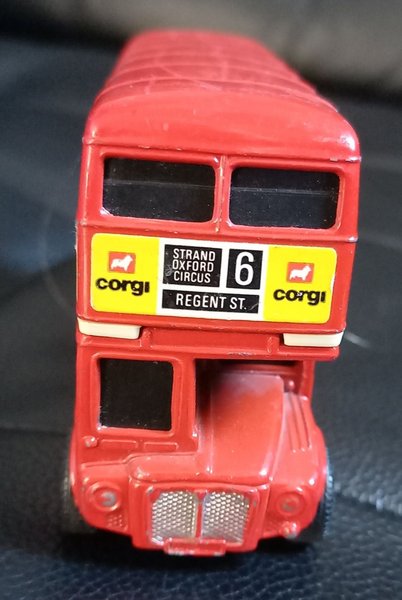 corgi
STRAND
OXFORD
CIRCUS
6
REGENT ST.
corgi